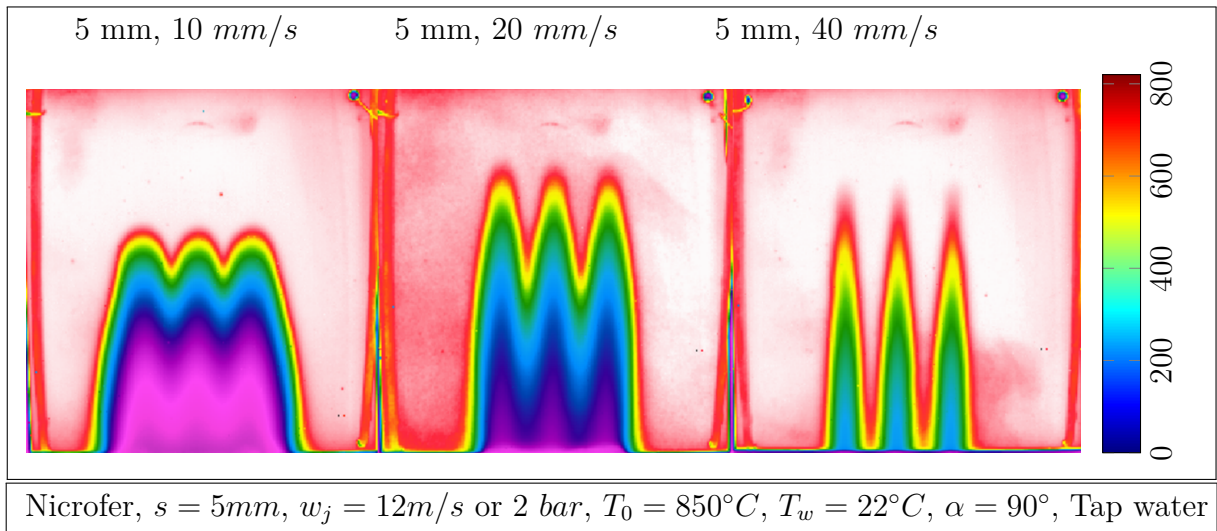 5 mm, 10 mm/s
5 mm, 20 mm/s
5 mm, 40 mm/s
800
600
400
200
0
Nicrofer, s = 5mm, w_j = 12m/s or 2 bar, T_0 = 850°C, T_w = 22°C, α = 90°, Tap water